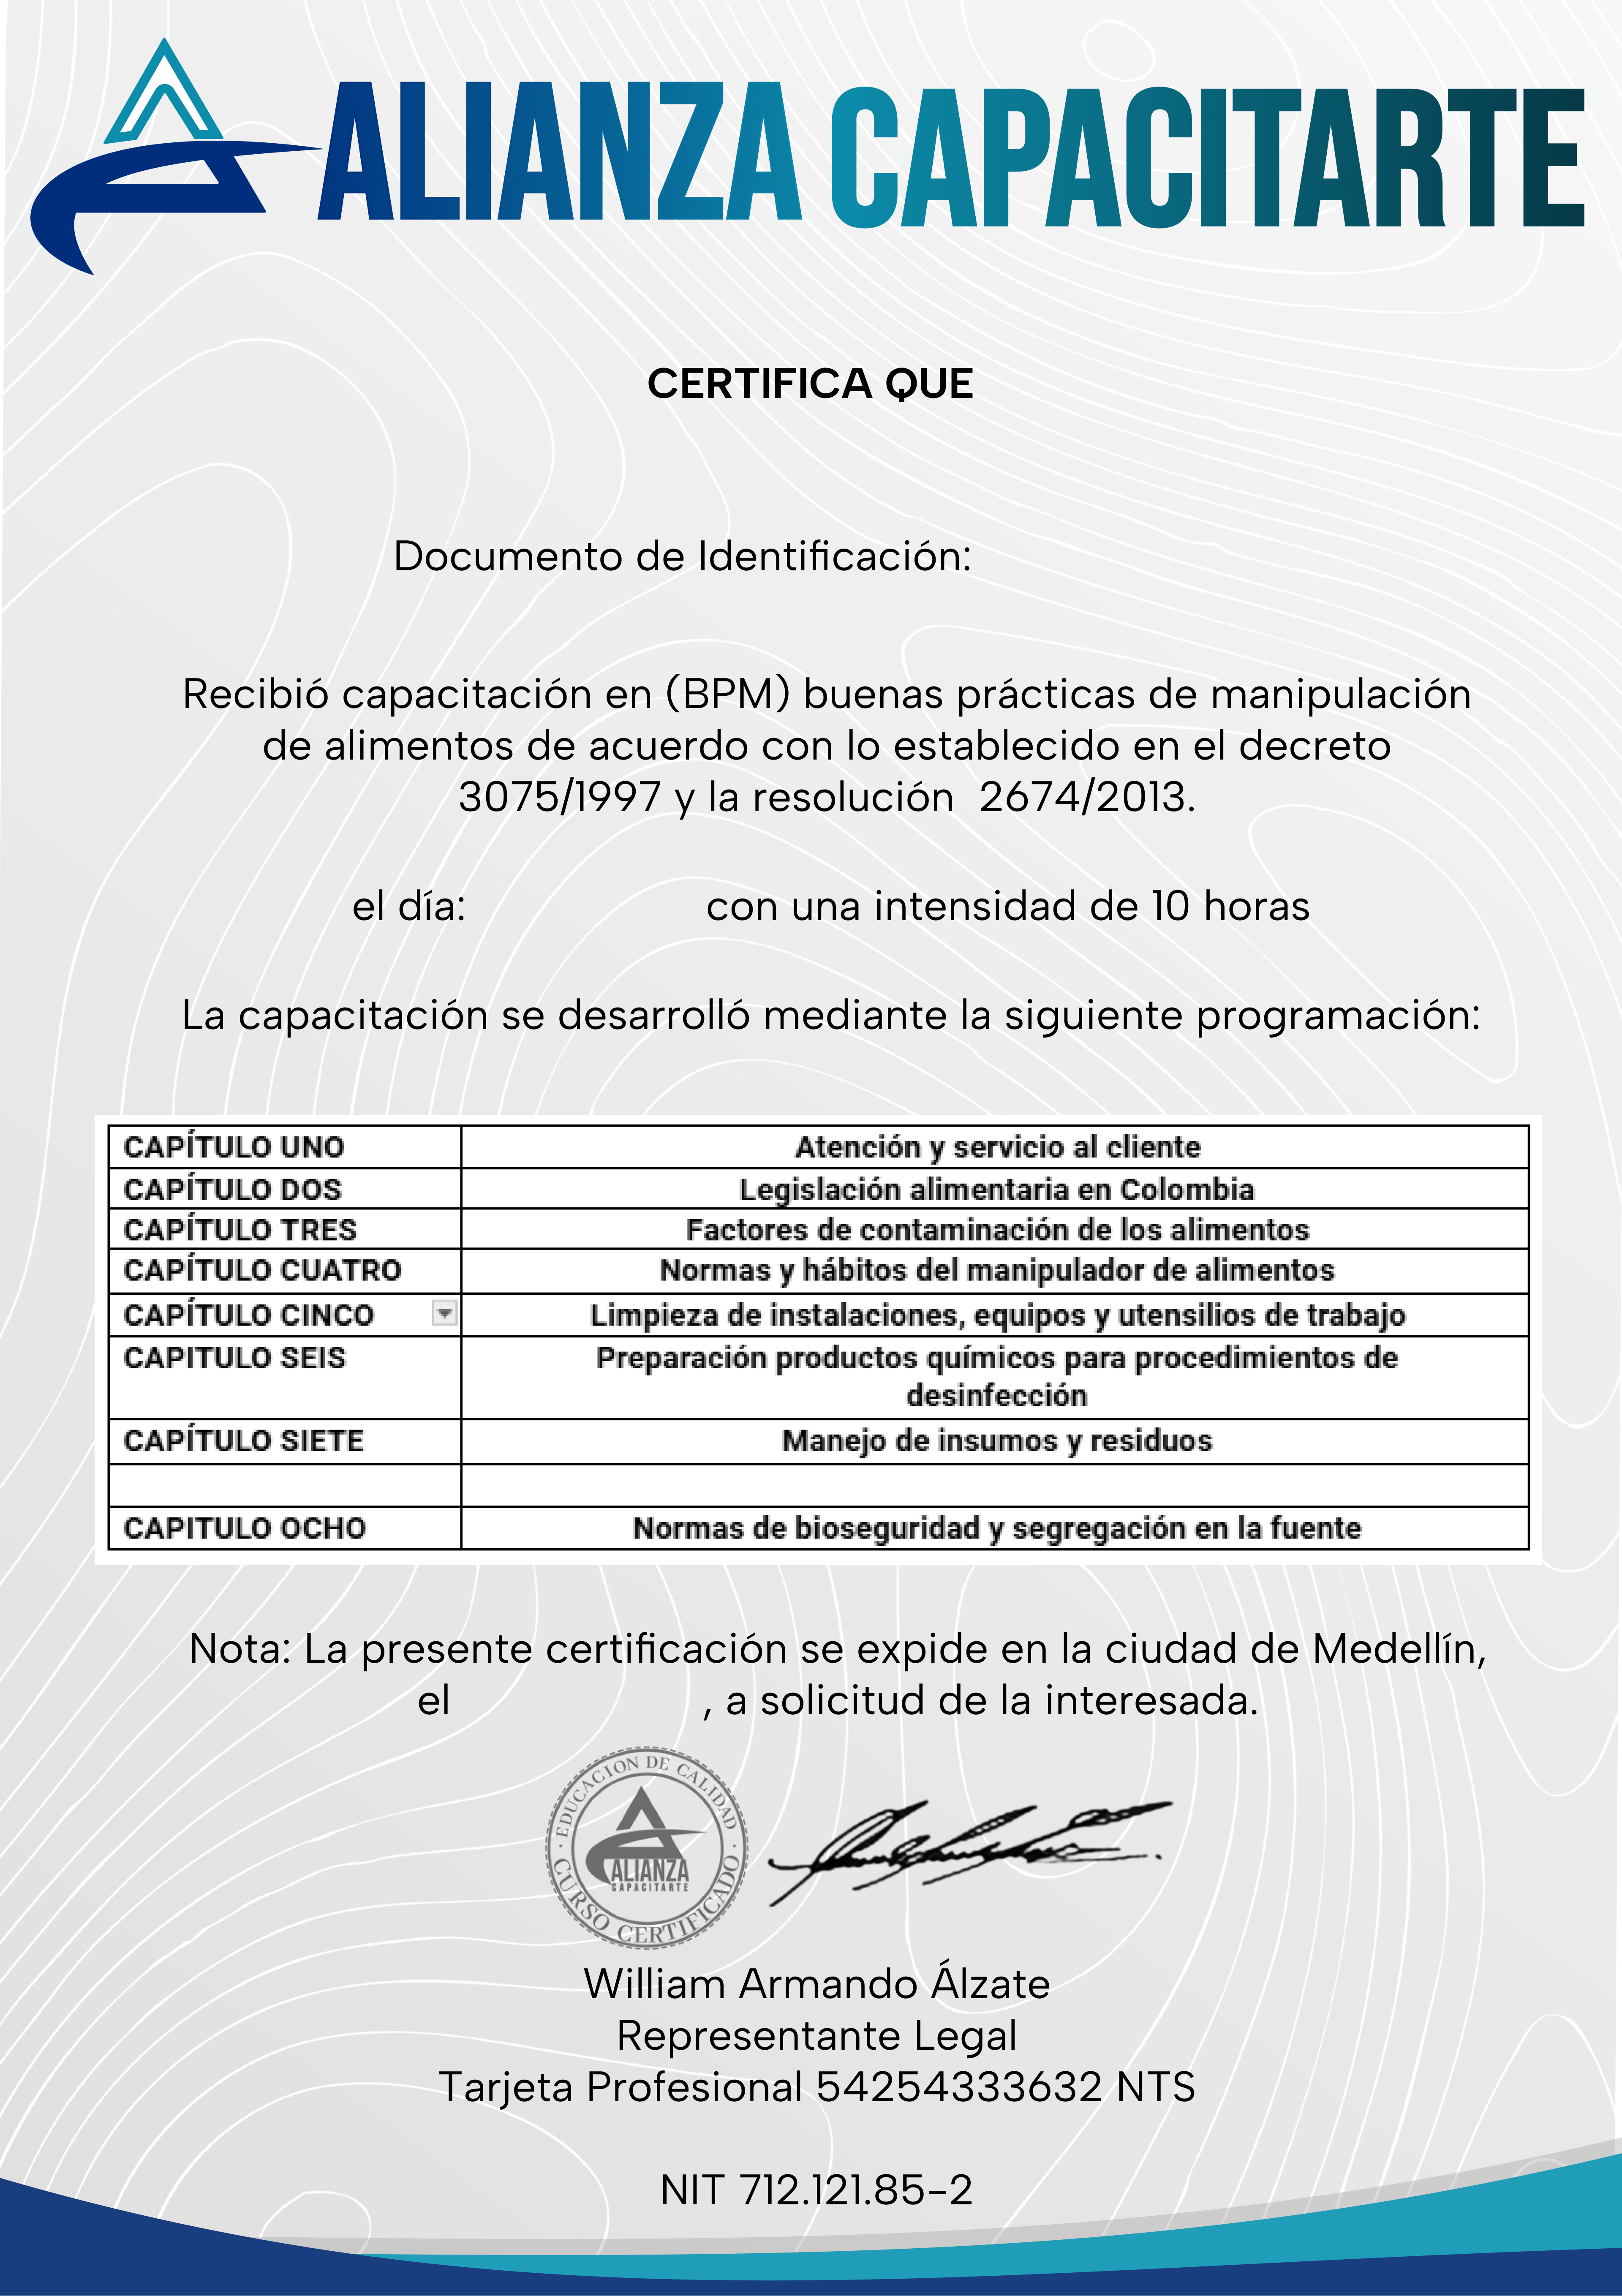 ALIANZA CAPACITARTE
CERTIFICA QUE
Documento de Identificación:
Recibió capacitación en (BPM) buenas prácticas de manipulación
de alimentos de acuerdo con lo establecido en el decreto
3075/1997 y la resolución 2674/2013.
el día: con una intensidad de 10 horas
La capacitación se desarrolló mediante la siguiente programación:
CAPÍTULO UNO Atención y servicio al cliente
CAPÍTULO DOS Legislación alimentaria en Colombia
CAPÍTULO TRES Factores de contaminación de los alimentos
CAPÍTULO CUATRO Normas y hábitos del manipulador de alimentos
CAPÍTULO CINCO Limpieza de instalaciones, equipos y utensilios de trabajo
CAPITULO SEIS Preparación productos químicos para procedimientos de
desinfección
CAPÍTULO SIETE Manejo de insumos y residuos
CAPITULO OCHO Normas de bioseguridad y segregación en la fuente
Nota: La presente certificación se expide en la ciudad de Medellín,
el , a solicitud de la interesada.
· EDUCACION DE CALIDAD ·
ALIANZA
CAPACITARTE
CURSO CERTIFICADO
William Armando Álzate
Representante Legal
Tarjeta Profesional 54254333632 NTS
NIT 712.121.85-2